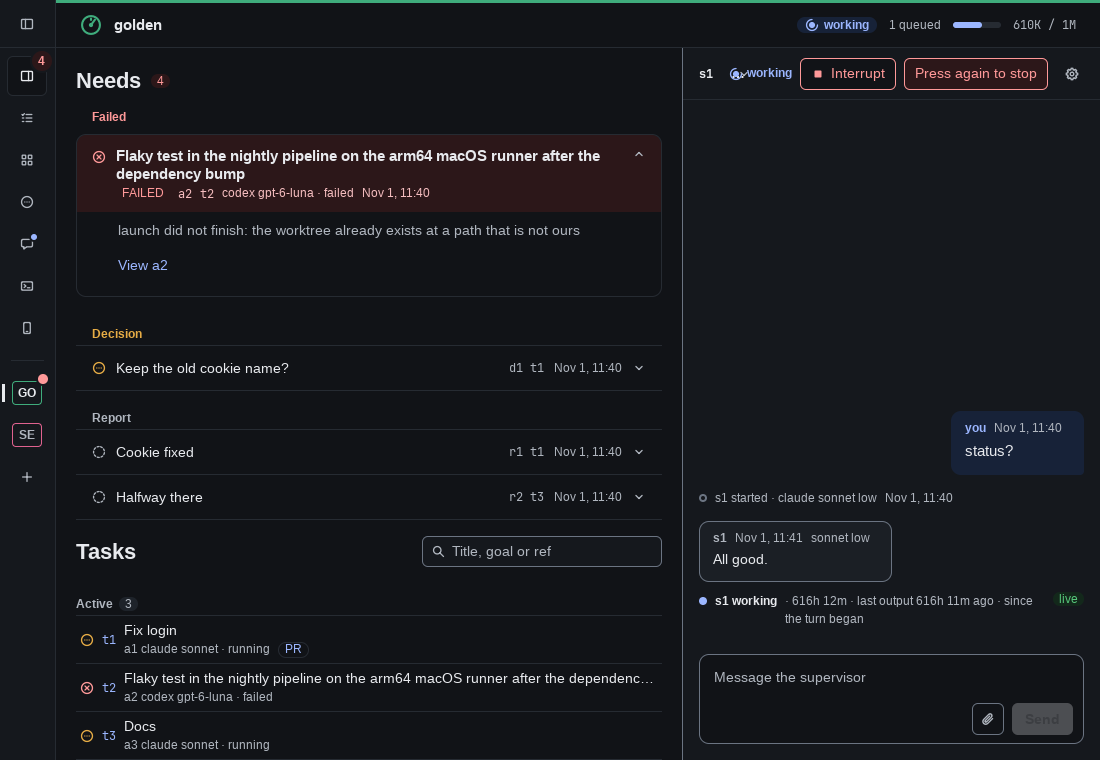 golden
working
1 queued
610K / 1M
4
GO
SE
Needs 4
Failed
Flaky test in the nightly pipeline on the arm64 macOS runner after the
dependency bump
FAILED a2 t2 codex gpt-6-luna · failed Nov 1, 11:40
launch did not finish: the worktree already exists at a path that is not ours
View a2
Decision
Keep the old cookie name? d1 t1 Nov 1, 11:40
Report
Cookie fixed r1 t1 Nov 1, 11:40
Halfway there r2 t3 Nov 1, 11:40
Tasks
Title, goal or ref
Active 3
t1 Fix login
a1 claude sonnet · running PR
t2 Flaky test in the nightly pipeline on the arm64 macOS runner after the dependenc…
a2 codex gpt-6-luna · failed
t3 Docs
a3 claude sonnet · running
s1 working Interrupt Press again to stop
you Nov 1, 11:40
status?
s1 started · claude sonnet low Nov 1, 11:40
s1 Nov 1, 11:41 sonnet low
All good.
s1 working · 616h 12m · last output 616h 11m ago · since live
the turn began
Message the supervisor
Send